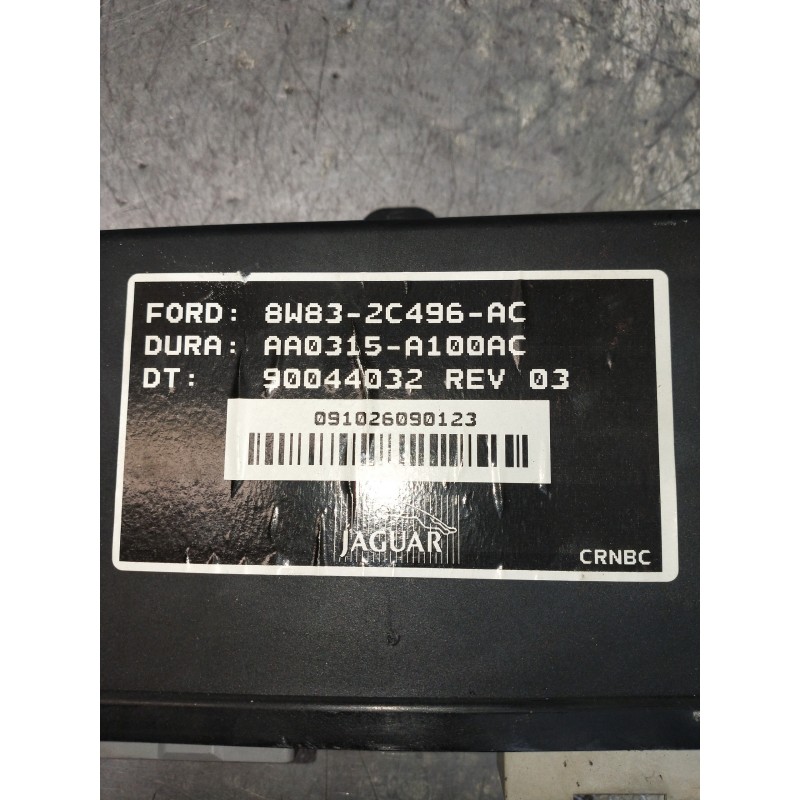 FORD: 8W83-2C496-AC
DURA: AA0315-A100AC
DT: 90044032 REV 03
091026090123
JAGUAR
CRNBC